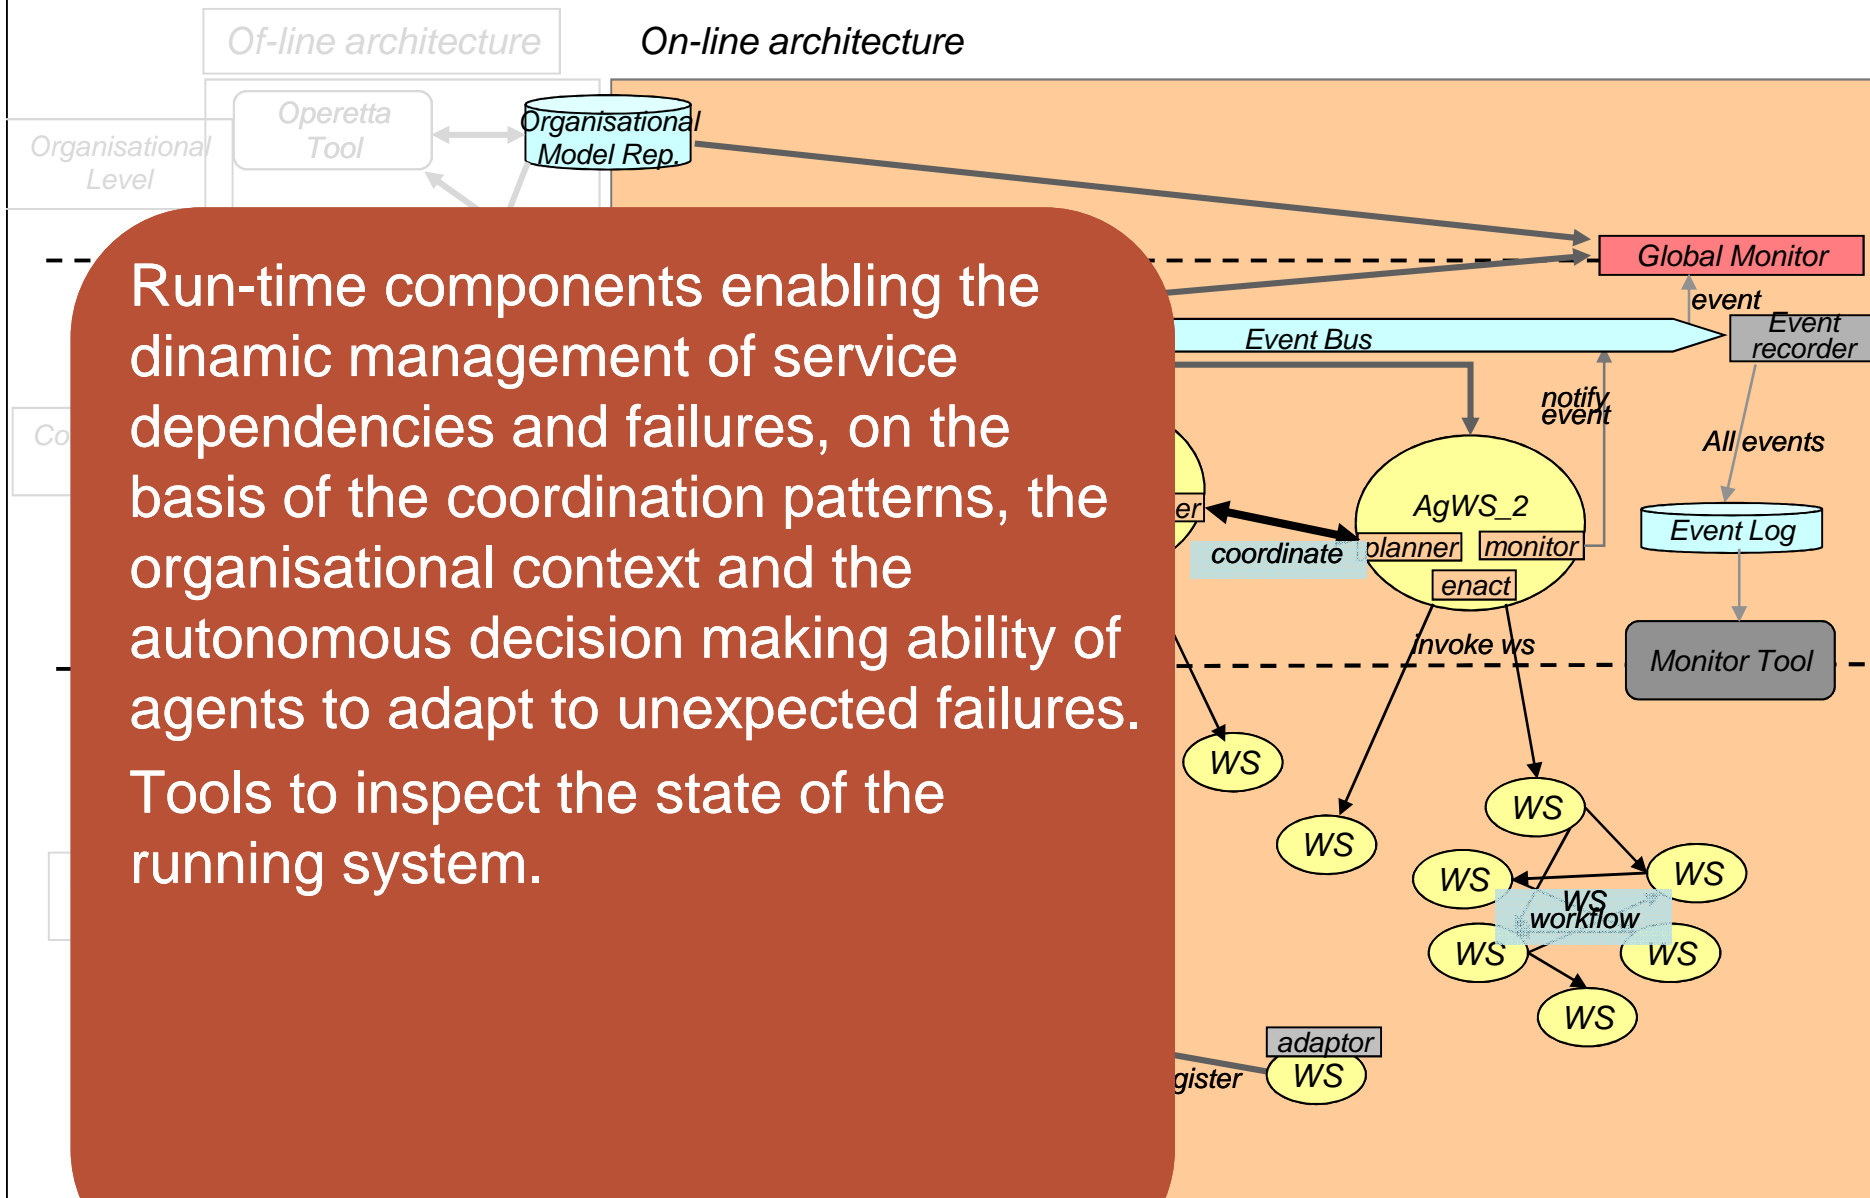 Of-line architecture
On-line architecture
Operetta
Tool
Organisational
Model Rep.
Organisational
Level
Global Monitor
event
Event Bus
Event
recorder
notify
event
All events
Run-time components enabling the
dinamic management of service
dependencies and failures, on the
basis of the coordination patterns, the
organisational context and the
autonomous decision making ability of
agents to adapt to unexpected failures.
Tools to inspect the state of the
running system.
Co
er
coordinate
AgWS_2
planner
monitor
enact
Event Log
invoke ws
Monitor Tool
WS
WS
WS
WS
WS
WS
workflow
WS
WS
WS
adaptor
WS
gister